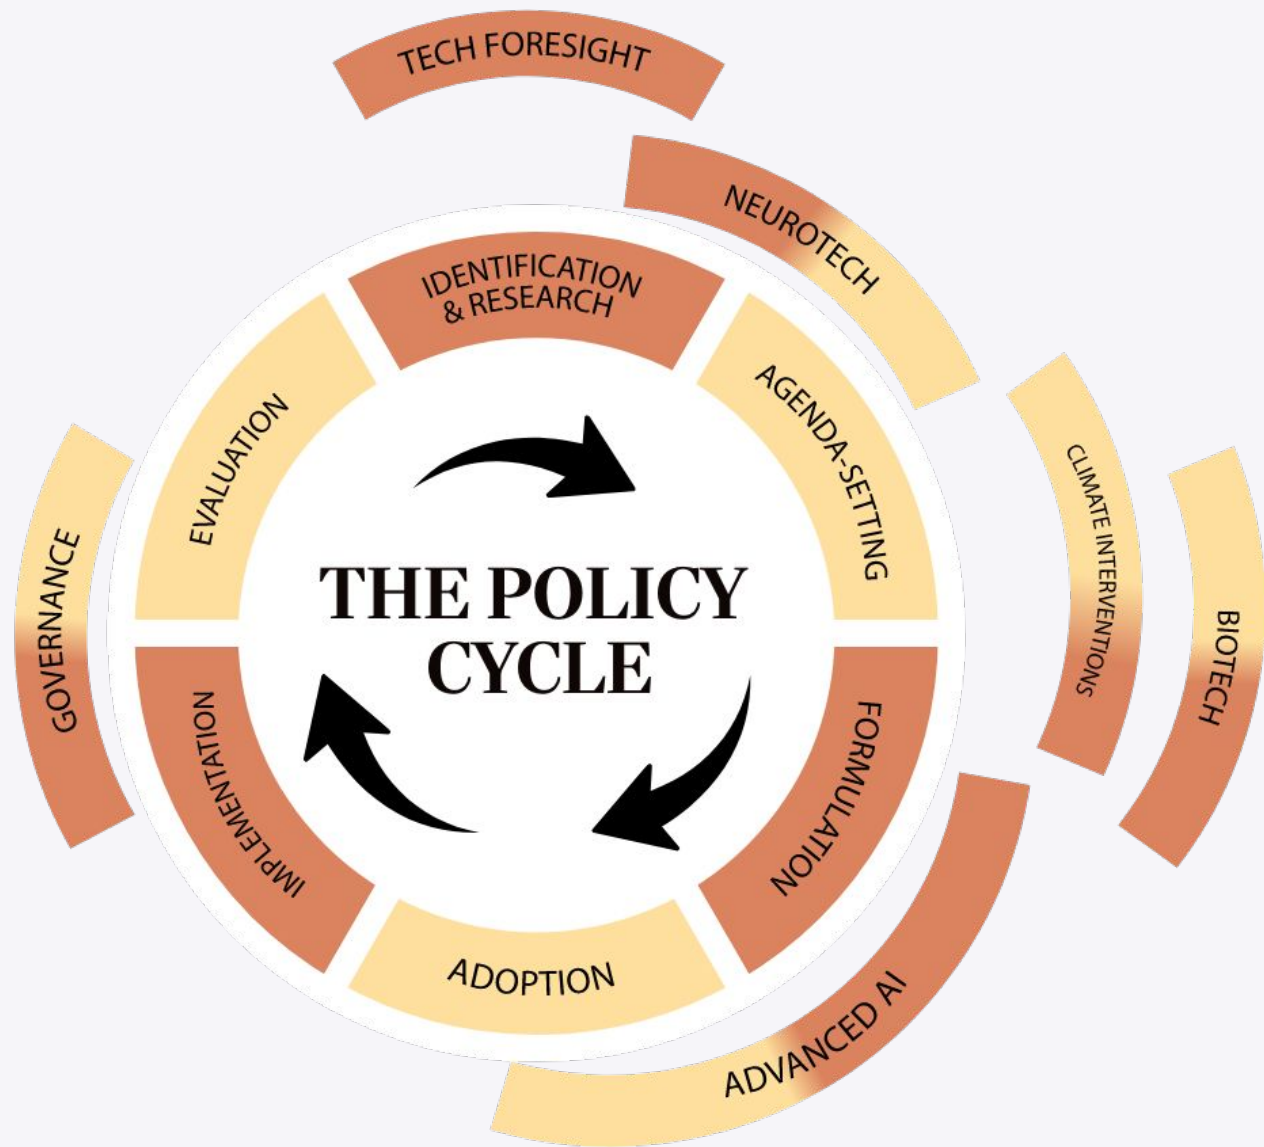 TECH FORESIGHT
NEUROTECH
IDENTIFICATION
& RESEARCH
AGENDA-SETTING
EVALUATION
CLIMATE INTERVENTIONS
BIOTECH
GOVERNANCE
THE POLICY
CYCLE
FORMULATION
IMPLEMENTATION
ADOPTION
ADVANCED AI